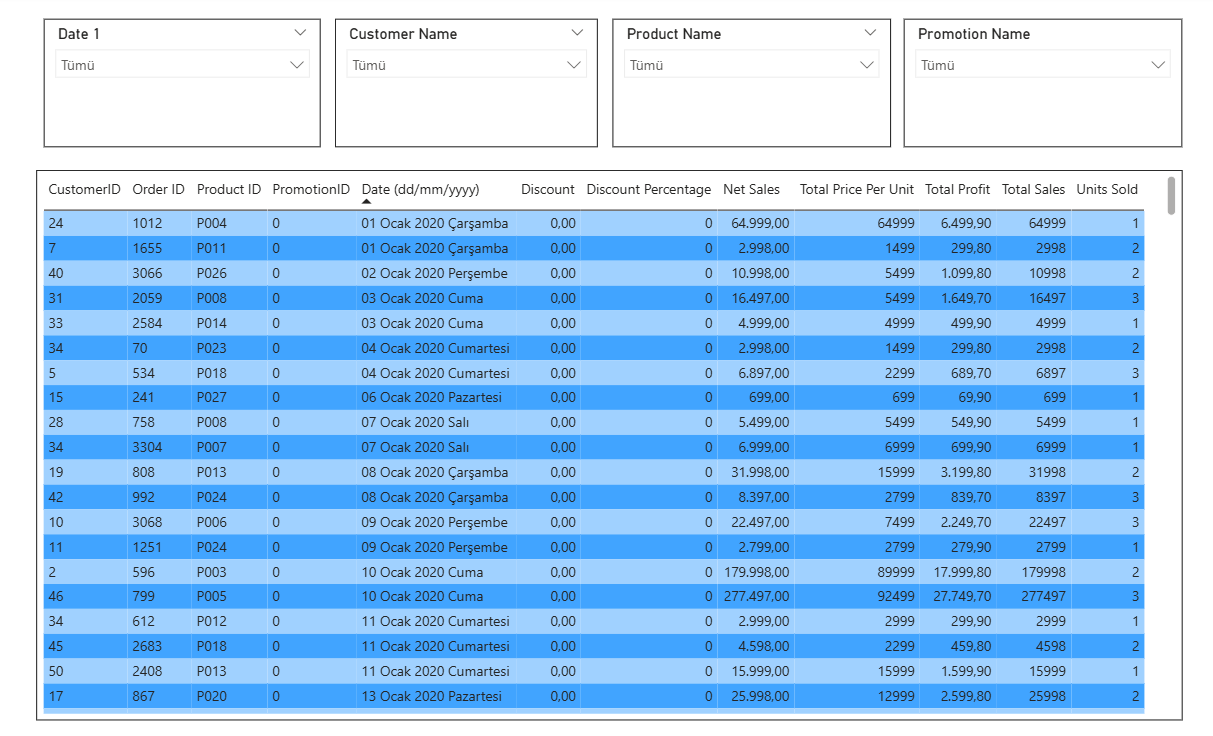 Date 1 Customer Name Product Name Promotion Name
Tümü Tümü Tümü Tümü
CustomerID Order ID Product ID PromotionID Date (dd/mm/yyyy) Discount Discount Percentage Net Sales Total Price Per Unit Total Profit Total Sales Units Sold
24 1012 P004 0 01 Ocak 2020 Çarşamba 0,00 0 64.999,00 64999 6.499,90 64999 1
7 1655 P011 0 01 Ocak 2020 Çarşamba 0,00 0 2.998,00 1499 299,80 2998 2
40 3066 P026 0 02 Ocak 2020 Perşembe 0,00 0 10.998,00 5499 1.099,80 10998 2
31 2059 P008 0 03 Ocak 2020 Cuma 0,00 0 16.497,00 5499 1.649,70 16497 3
33 2584 P014 0 03 Ocak 2020 Cuma 0,00 0 4.999,00 4999 499,90 4999 1
34 70 P023 0 04 Ocak 2020 Cumartesi 0,00 0 2.998,00 1499 299,80 2998 2
5 534 P018 0 04 Ocak 2020 Cumartesi 0,00 0 6.897,00 2299 689,70 6897 3
15 241 P027 0 06 Ocak 2020 Pazartesi 0,00 0 699,00 699 69,90 699 1
28 758 P008 0 07 Ocak 2020 Salı 0,00 0 5.499,00 5499 549,90 5499 1
34 3304 P007 0 07 Ocak 2020 Salı 0,00 0 6.999,00 6999 699,90 6999 1
19 808 P013 0 08 Ocak 2020 Çarşamba 0,00 0 31.998,00 15999 3.199,80 31998 2
42 992 P024 0 08 Ocak 2020 Çarşamba 0,00 0 8.397,00 2799 839,70 8397 3
10 3068 P006 0 09 Ocak 2020 Perşembe 0,00 0 22.497,00 7499 2.249,70 22497 3
11 1251 P024 0 09 Ocak 2020 Perşembe 0,00 0 2.799,00 2799 279,90 2799 1
2 596 P003 0 10 Ocak 2020 Cuma 0,00 0 179.998,00 89999 17.999,80 179998 2
46 799 P005 0 10 Ocak 2020 Cuma 0,00 0 277.497,00 92499 27.749,70 277497 3
34 612 P012 0 11 Ocak 2020 Cumartesi 0,00 0 2.999,00 2999 299,90 2999 1
45 2683 P018 0 11 Ocak 2020 Cumartesi 0,00 0 4.598,00 2299 459,80 4598 2
50 2408 P013 0 11 Ocak 2020 Cumartesi 0,00 0 15.999,00 15999 1.599,90 15999 1
17 867 P020 0 13 Ocak 2020 Pazartesi 0,00 0 25.998,00 12999 2.599,80 25998 2